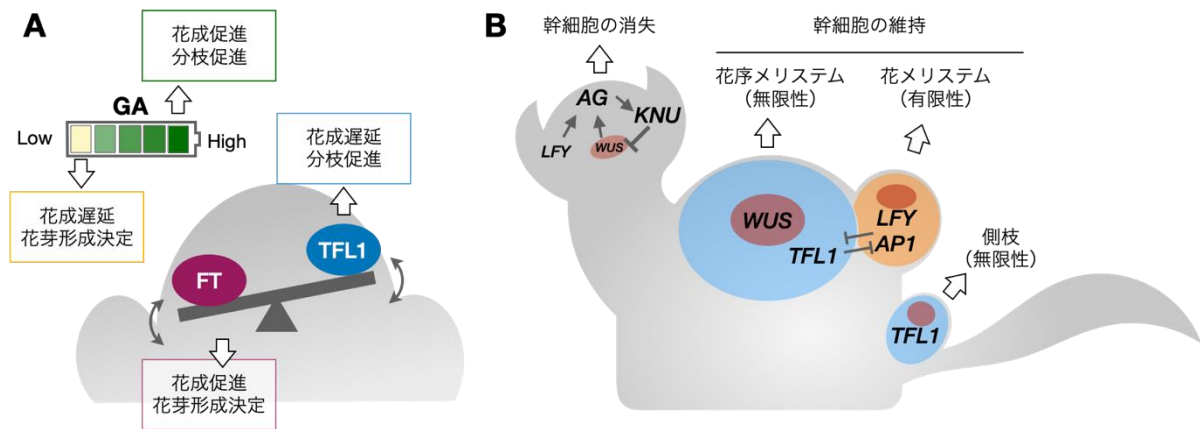 A
花成促進
分枝促進
GA
Low
High
花成遅延
分枝促進
花成遅延
花芽形成決定
TFL1
FT
花成促進
花芽形成決定
B
幹細胞の消失
幹細胞の維持
花序メリステム
（無限性）
花メリステム
（有限性）
AG
KNU
LFY
WUS
WUS
TFL1
LFY
AP1
側枝
（無限性）
TFL1